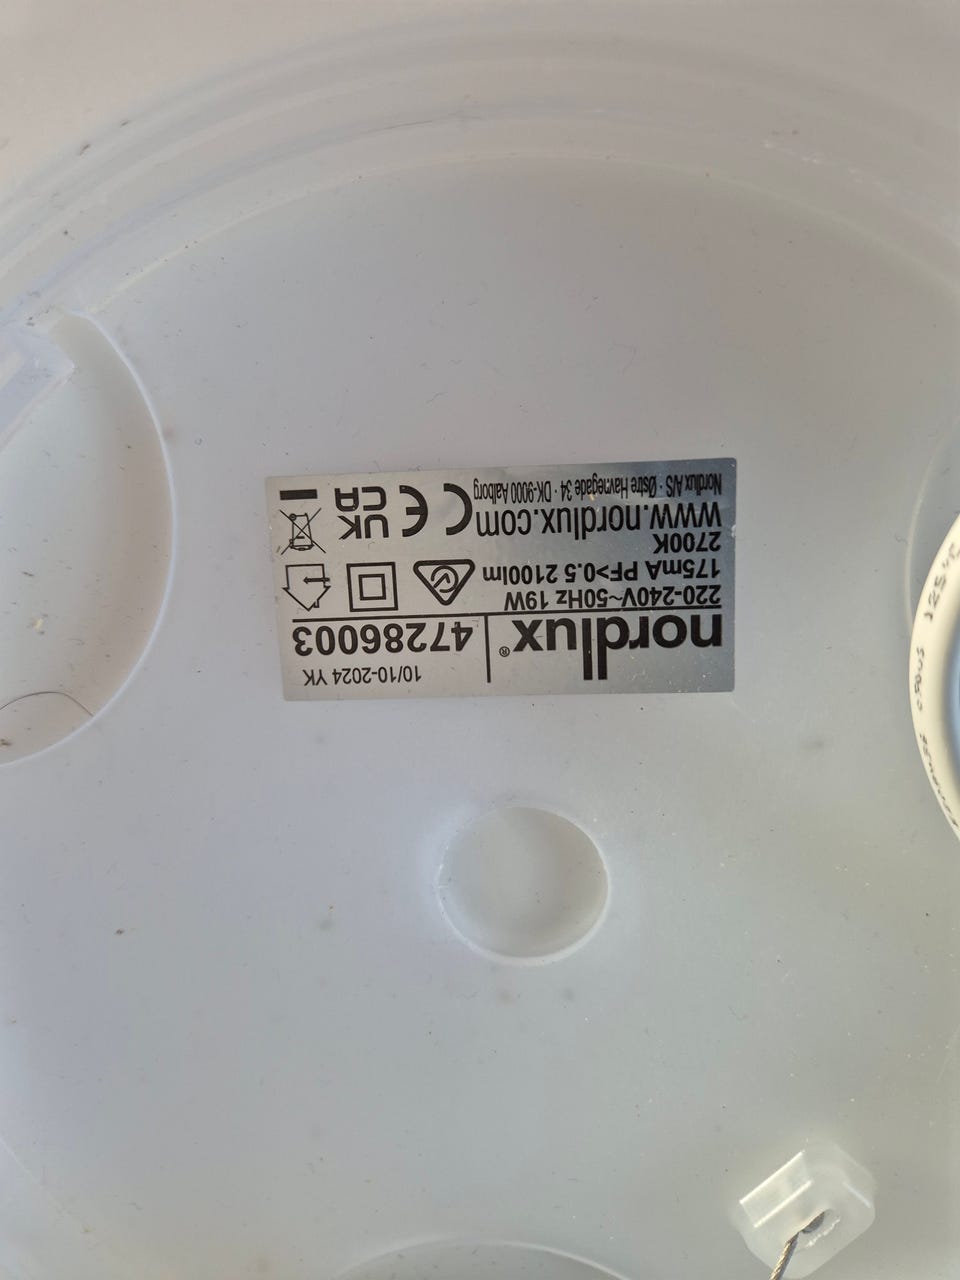 10/10-2024 YK
nordlux® 47286003
220-240V~50Hz 19W
175mA PF>0.5 2100lm
2700K
www.nordlux.com
Nordlux A/S · Østre Havnegade 34 · DK-9000 Aalborg
CE
UK
CA